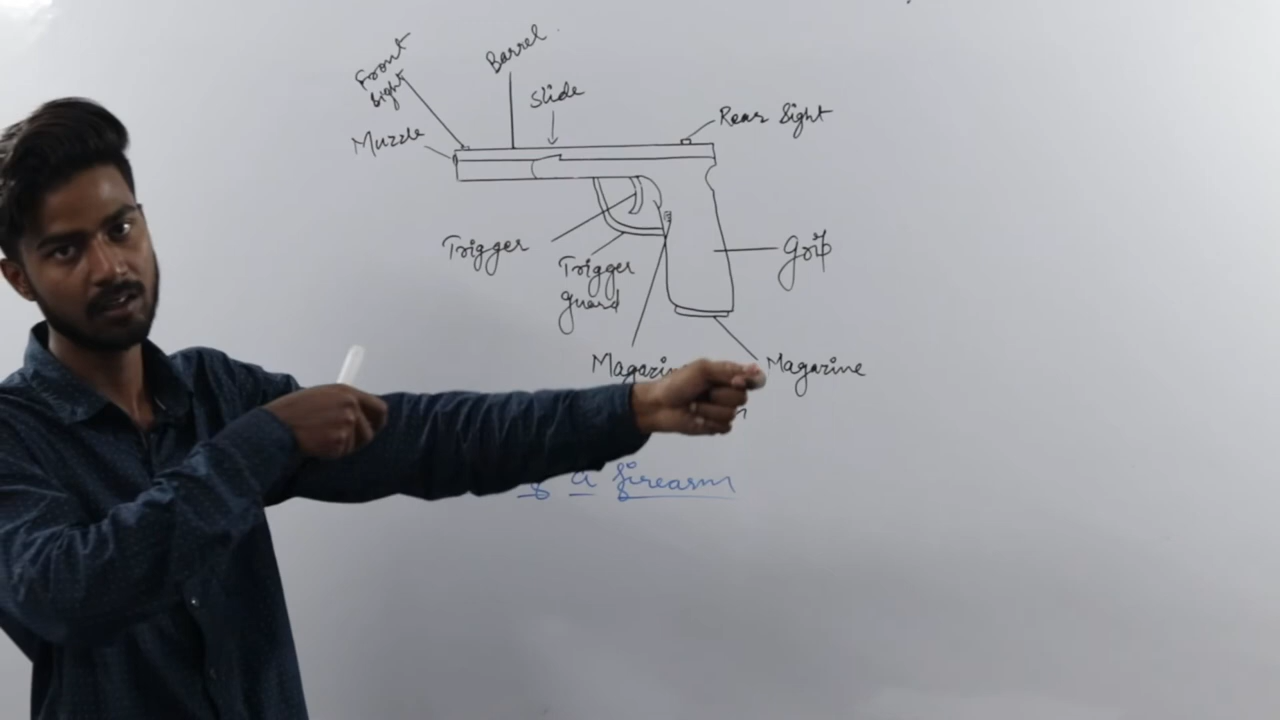 Front
Sight
Barrel
Slide
Muzzle
Rear Sight
Trigger
Trigger
guard
Grip
Magazine
a firearm